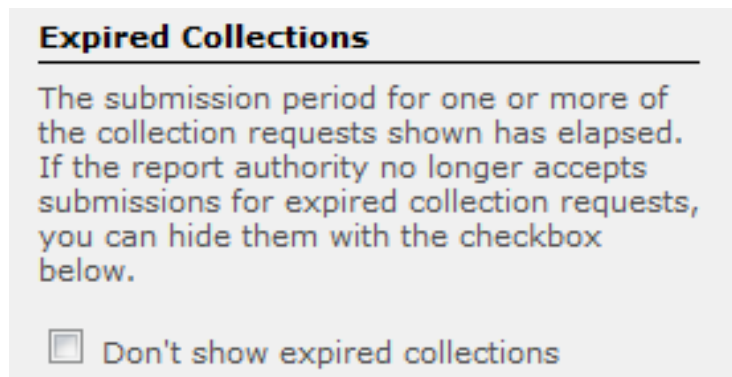 Expired Collections
The submission period for one or more of
the collection requests shown has elapsed.
If the report authority no longer accepts
submissions for expired collection requests,
you can hide them with the checkbox
below.
Don't show expired collections